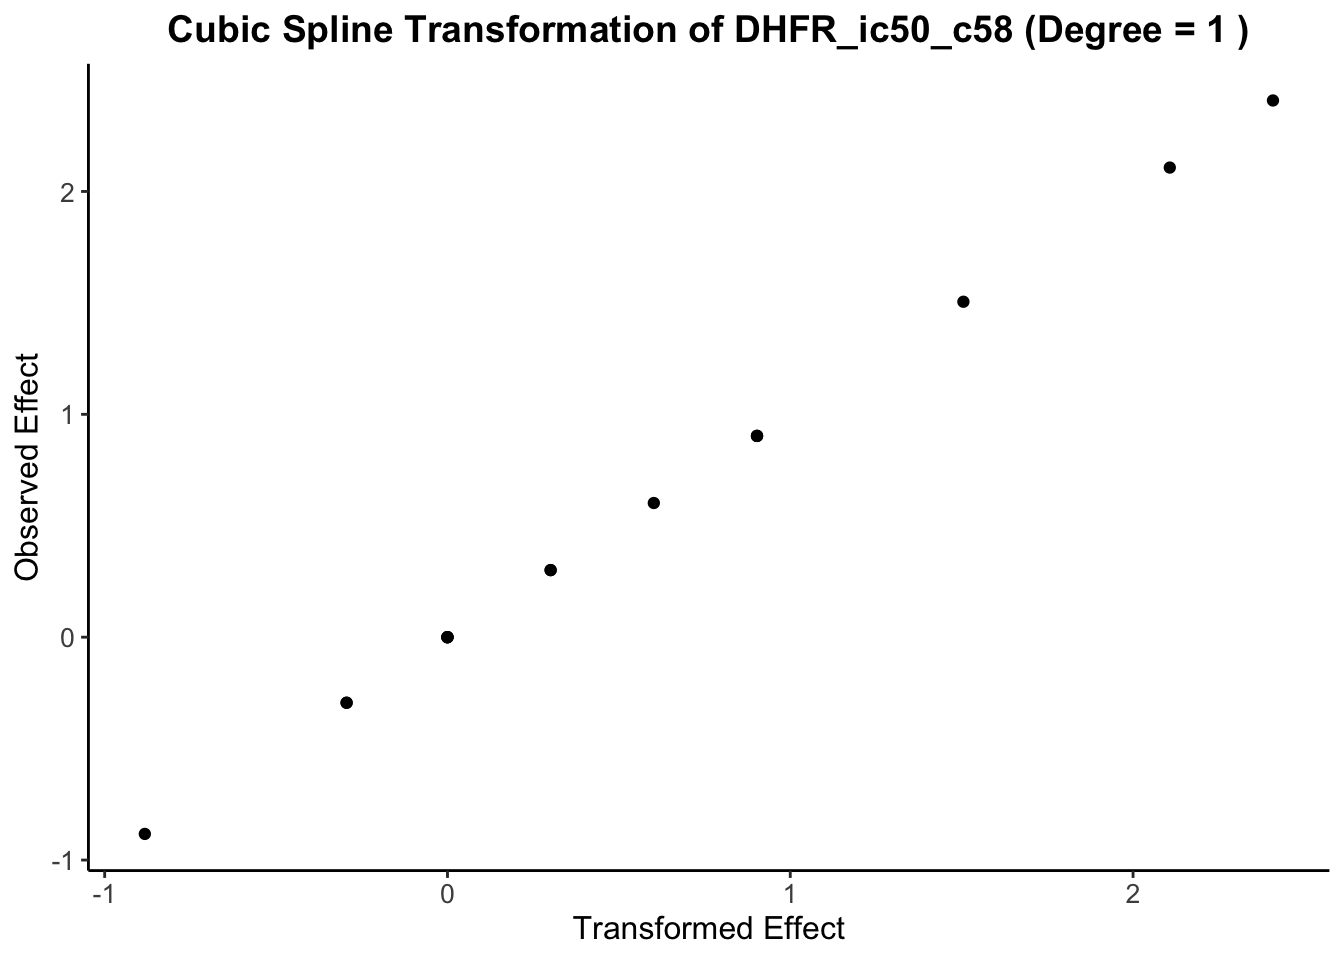 Cubic Spline Transformation of DHFR_ic50_c58 (Degree = 1 )
2
1
0
-1
Observed Effect
-1 0 1 2
Transformed Effect